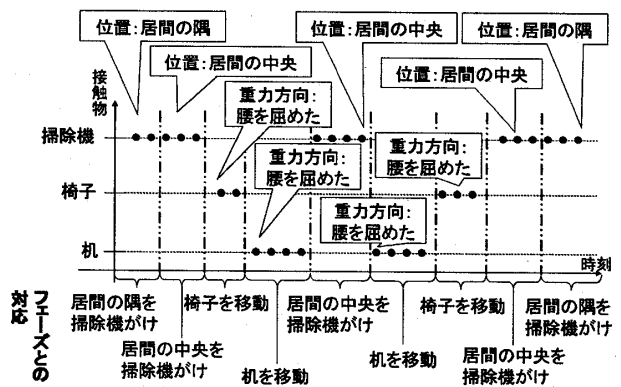 位置:居間の隅
位置:居間の中央
位置:居間の中央
位置:居間の隅
位置:居間の中央
重力方向:
腰を屈めた
重力方向:
腰を屈めた
重力方向:
腰を屈めた
重力方向:
腰を屈めた
接触物
掃除機
椅子
机
時刻
フェーズとの
対応
居間の隅を
掃除機がけ
居間の中央を
掃除機がけ
椅子を移動
机を移動
居間の中央を
掃除機がけ
机を移動
椅子を移動
居間の中央を
掃除機がけ
居間の隅を
掃除機がけ